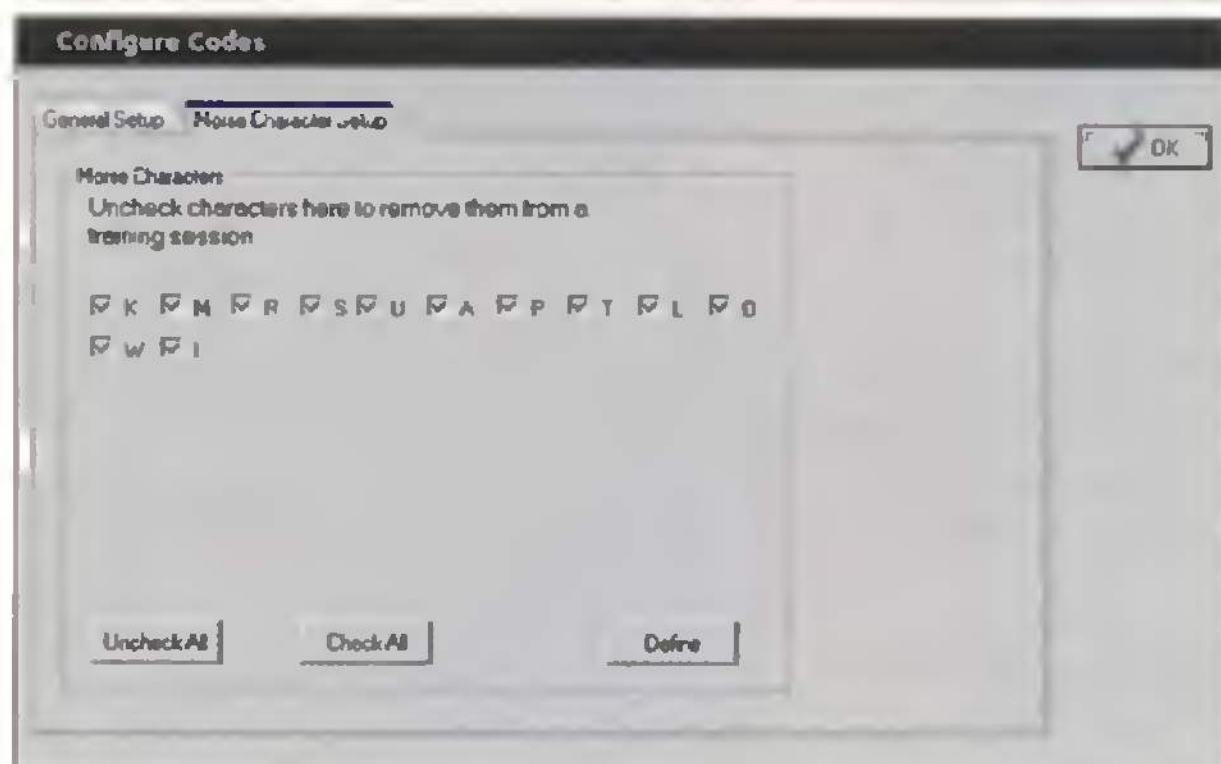 Configure Codes
General Setup Morse Character Setup
OK
Morse Characters
Uncheck characters here to remove them from a
training session
K M R S U A P T L O
W I
Uncheck All Check All Define